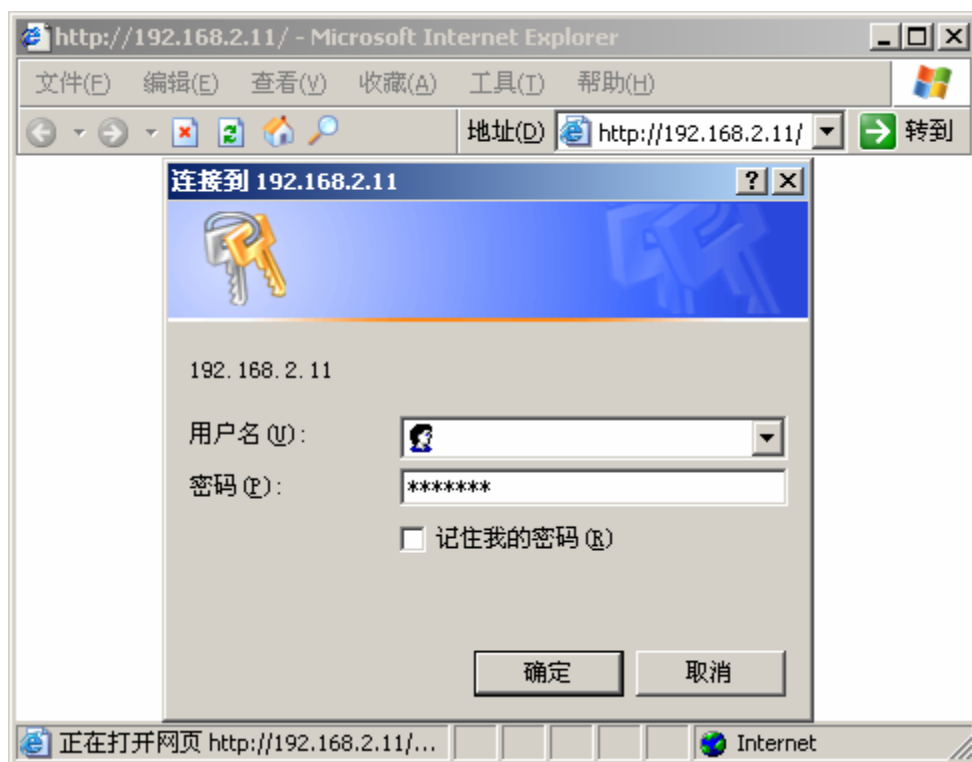 http://192.168.2.11/ - Microsoft Internet Explorer
文件(F) 编辑(E) 查看(V) 收藏(A) 工具(T) 帮助(H)
地址(D) http://192.168.2.11/ 转到
连接到 192.168.2.11
192.168.2.11
用户名(U):
密码(P): *******
记住我的密码(R)
确定 取消
正在打开网页 http://192.168.2.11/... Internet